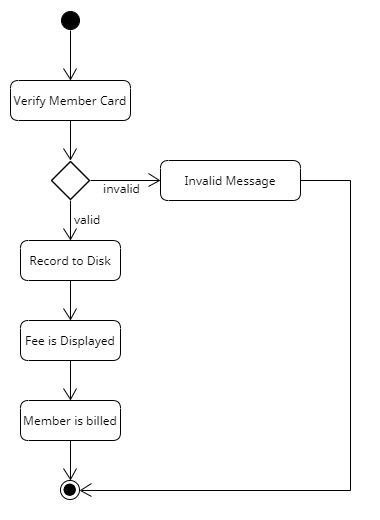 Verify Member Card
invalid
Invalid Message
valid
Record to Disk
Fee is Displayed
Member is billed